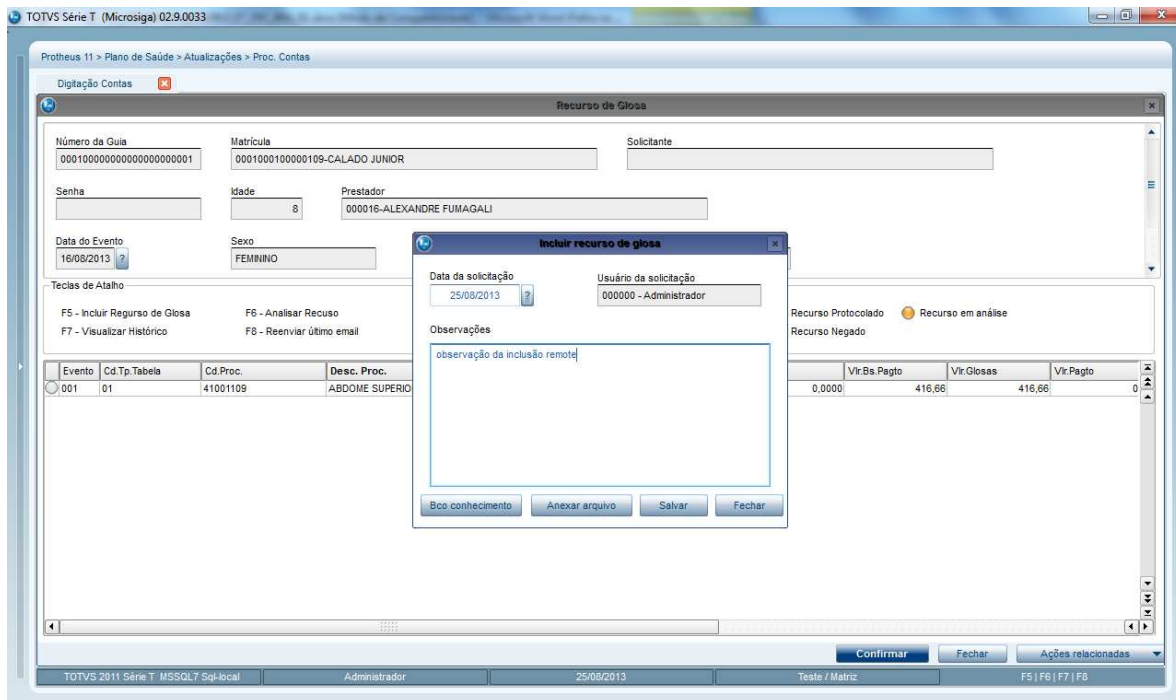 TOTVS Série T (Microsiga) 02.9.0033
Protheus 11 > Plano de Saúde > Atualizações > Proc. Contas
Digitação Contas
Recurso de Glosa
Número da Guia Matrícula Solicitante
0001000100000109-CALADO JUNIOR
Senha Idade Prestador
8 000016-ALEXANDRE FUMAGALI
Data do Evento Sexo
16/08/2013 ? FEMININO
Teclas de Atalho
F5 - Incluir Regurso de Glosa F6 - Analisar Recuso Recurso Protocolado Recurso em análise
F7 - Visualizar Histórico F8 - Reenviar último email Recurso Negado
Incluir recurso de glosa
Data da solicitação Usuário da solicitação
25/08/2013 ? 000000 - Administrador
Observações
observação da inclusão remote
Bco conhecimento Anexar arquivo Salvar Fechar
Evento Cd.Tp.Tabela Cd.Proc. Desc. Proc. Vlr.Bs.Pagto Vlr.Glosas Vlr.Pagto
001 01 41001109 ABDOME SUPERIO 0,0000 416,66 416,66 0
Confirmar Fechar Ações relacionadas
TOTVS 2011 Série T MSSQL7 Sql-local Administrador 25/08/2013 Teste / Matriz F5 | F6 | F7 | F8